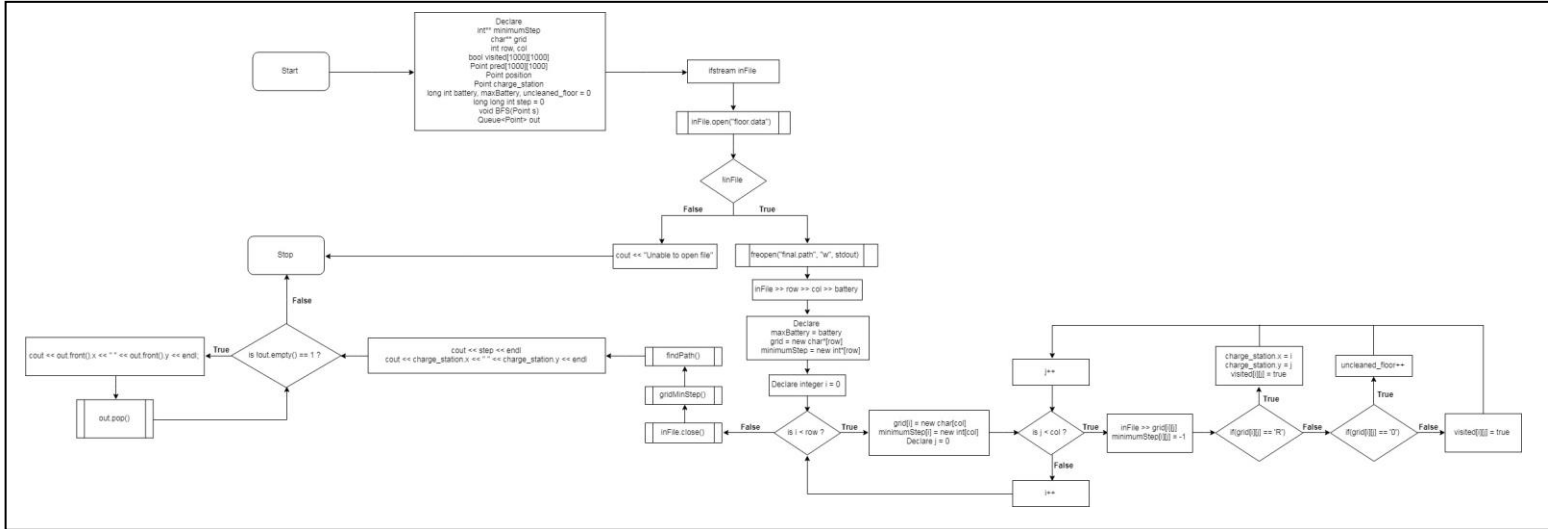 Start
Declare
int** minimumStep
char** grid
int row, col
bool visited[1000][1000]
Point pred[1000][1000]
Point position
Point charge_station
long int battery, maxBattery, uncleaned_floor = 0
long long int step = 0
void BFS(Point s)
Queue<Point> out
ifstream inFile
inFile.open("floor.data")
!inFile
False
True
cout << "Unable to open file"
Stop
freopen("final.path", "w", stdout)
inFile >> row >> col >> battery
Declare
maxBattery = battery
grid = new char*[row]
minimumStep = new int*[row]
Declare integer i = 0
is i < row ?
False
True
inFile.close()
gridMinStep()
findPath()
cout << step << endl
cout << charge_station.x << " " << charge_station.y << endl
is !out.empty() == 1 ?
False
True
cout << out.front().x << " " << out.front().y << endl;
out.pop()
grid[i] = new char[col]
minimumStep[i] = new int[col]
Declare j = 0
j++
is j < col ?
True
False
i++
inFile >> grid[i][j]
minimumStep[i][j] = -1
if(grid[i][j] == 'R')
True
False
charge_station.x = i
charge_station.y = j
visited[i][j] = true
if(grid[i][j] == '0')
True
False
uncleaned_floor++
visited[i][j] = true